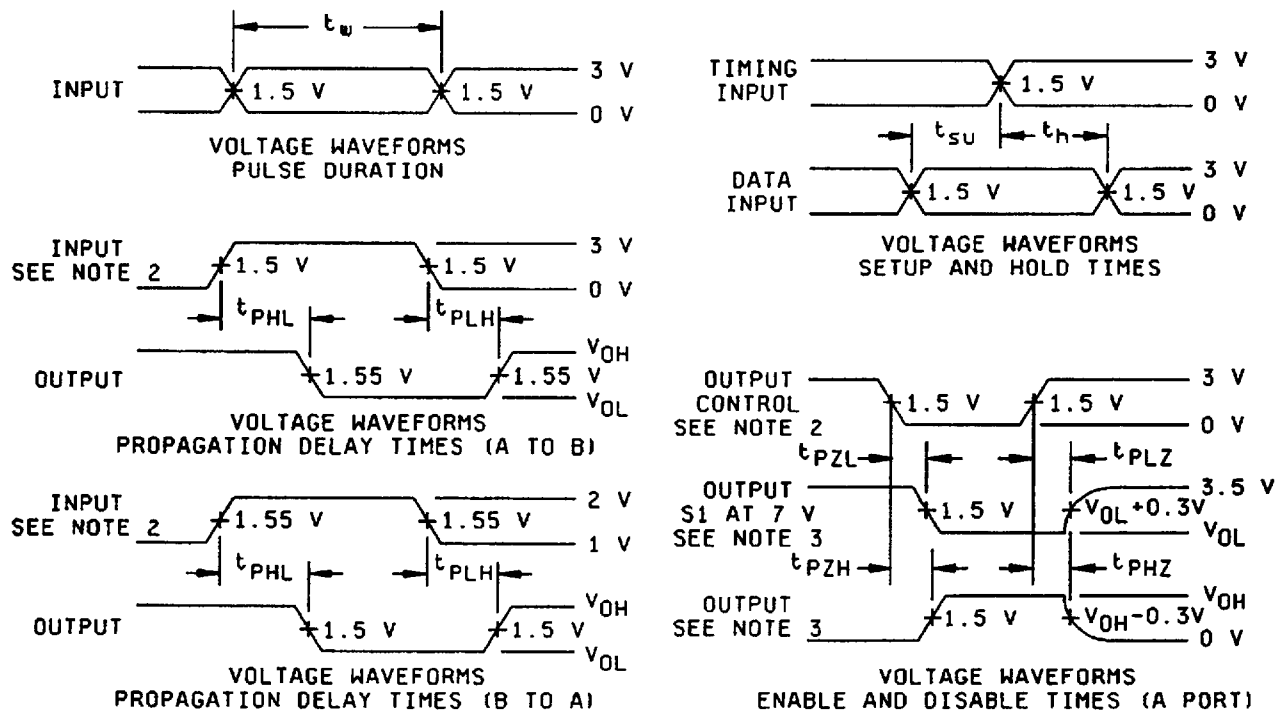 t_w
INPUT
1.5 V
1.5 V
3 V
0 V
VOLTAGE WAVEFORMS
PULSE DURATION
INPUT
SEE NOTE 2
1.5 V
1.5 V
3 V
0 V
t_PHL
t_PLH
OUTPUT
1.55 V
1.55 V
V_OH
V_OL
VOLTAGE WAVEFORMS
PROPAGATION DELAY TIMES (A TO B)
INPUT
SEE NOTE 2
1.55 V
1.55 V
2 V
1 V
t_PHL
t_PLH
OUTPUT
1.5 V
1.5 V
V_OH
V_OL
VOLTAGE WAVEFORMS
PROPAGATION DELAY TIMES (B TO A)
TIMING
INPUT
1.5 V
3 V
0 V
t_su
t_h
DATA
INPUT
1.5 V
1.5 V
3 V
0 V
VOLTAGE WAVEFORMS
SETUP AND HOLD TIMES
OUTPUT
CONTROL
SEE NOTE 2
1.5 V
1.5 V
3 V
0 V
t_PZL
t_PLZ
OUTPUT
S1 AT 7 V
SEE NOTE 3
1.5 V
V_OL+0.3V
3.5 V
V_OL
t_PZH
t_PHZ
OUTPUT
SEE NOTE 3
1.5 V
V_OH-0.3V
V_OH
0 V
VOLTAGE WAVEFORMS
ENABLE AND DISABLE TIMES (A PORT)